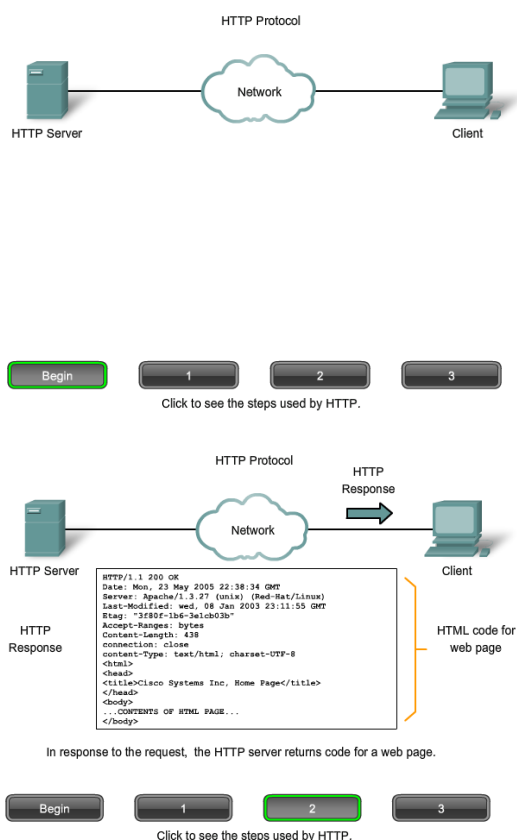 HTTP Protocol
Network
HTTP Server
Client
Begin
1
2
3
Click to see the steps used by HTTP.
HTTP Protocol
HTTP
Response
Network
HTTP Server
Client
HTTP/1.1 200 OK
Date: Mon, 23 May 2005 22:38:34 GMT
Server: Apache/1.3.27 (unix) (Red-Hat/Linux)
Last-Modified: wed, 08 Jan 2003 23:11:55 GMT
Etag: "3f80f-1b6-3e1cb03b"
Accept-Ranges: bytes
Content-Length: 438
connection: close
content-Type: text/html; charset-UTF-8
<html>
<head>
<title>Cisco Systems Inc, Home Page</title>
</head>
<body>
...CONTENTS OF HTML PAGE...
</body>
HTTP
Response
HTML code for
web page
In response to the request, the HTTP server returns code for a web page.
Begin
1
2
3
Click to see the steps used by HTTP.